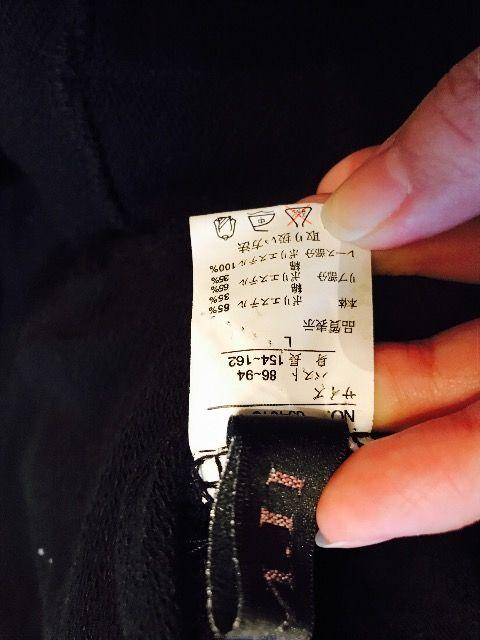 サイズ
バスト 86~94
身 長 154~162
L
品質表示
本体 ポリエステル 65%
綿 35%
リブ部分 ポリエステル 65%
綿 35%
レース部分 ポリエステル 100%
取り扱い方法